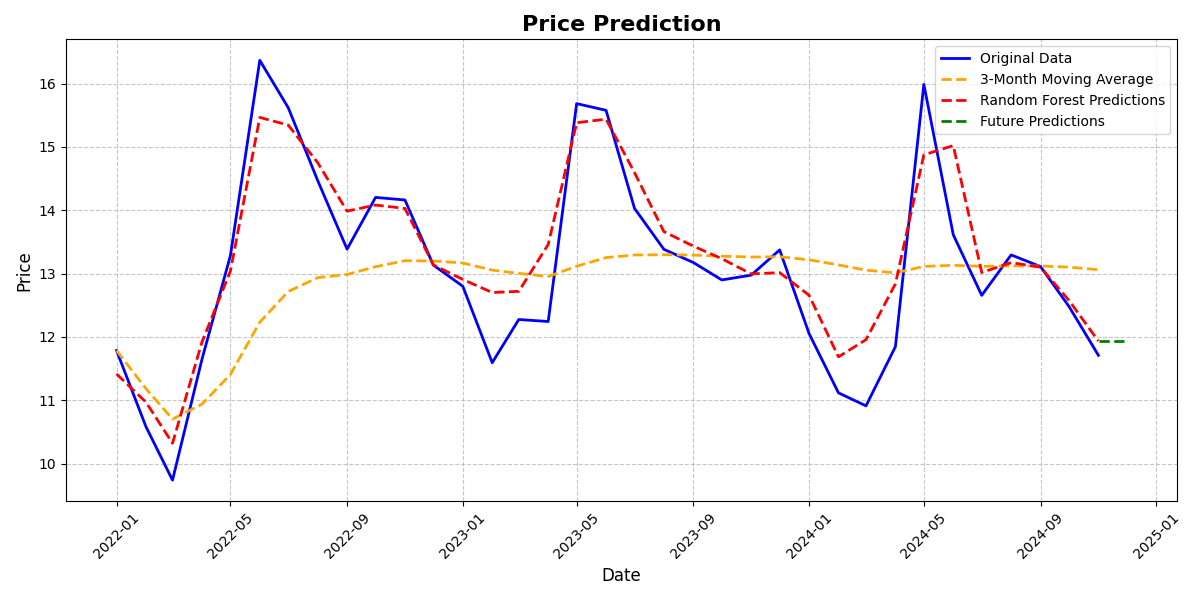 Price Prediction
Original Data
3-Month Moving Average
Random Forest Predictions
Future Predictions
Price
16
15
14
13
12
11
10
2022-01
2022-05
2022-09
2023-01
2023-05
2023-09
2024-01
2024-05
2024-09
2025-01
Date